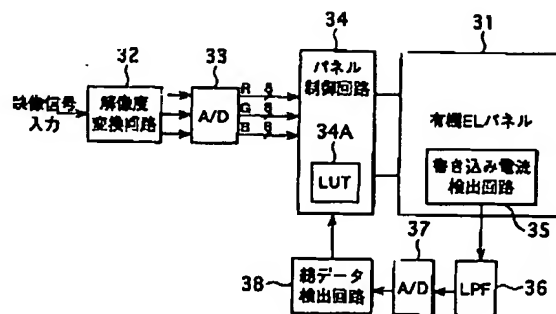 34
31
32
33
パネル
制御回路
映像信号
入力
解像度
変換回路
A/D
R 8
G 8
B 8
有機ELパネル
34A
LUT
書き込み電流
検出回路
35
37
38
総データ
検出回路
A/D
LPF
36